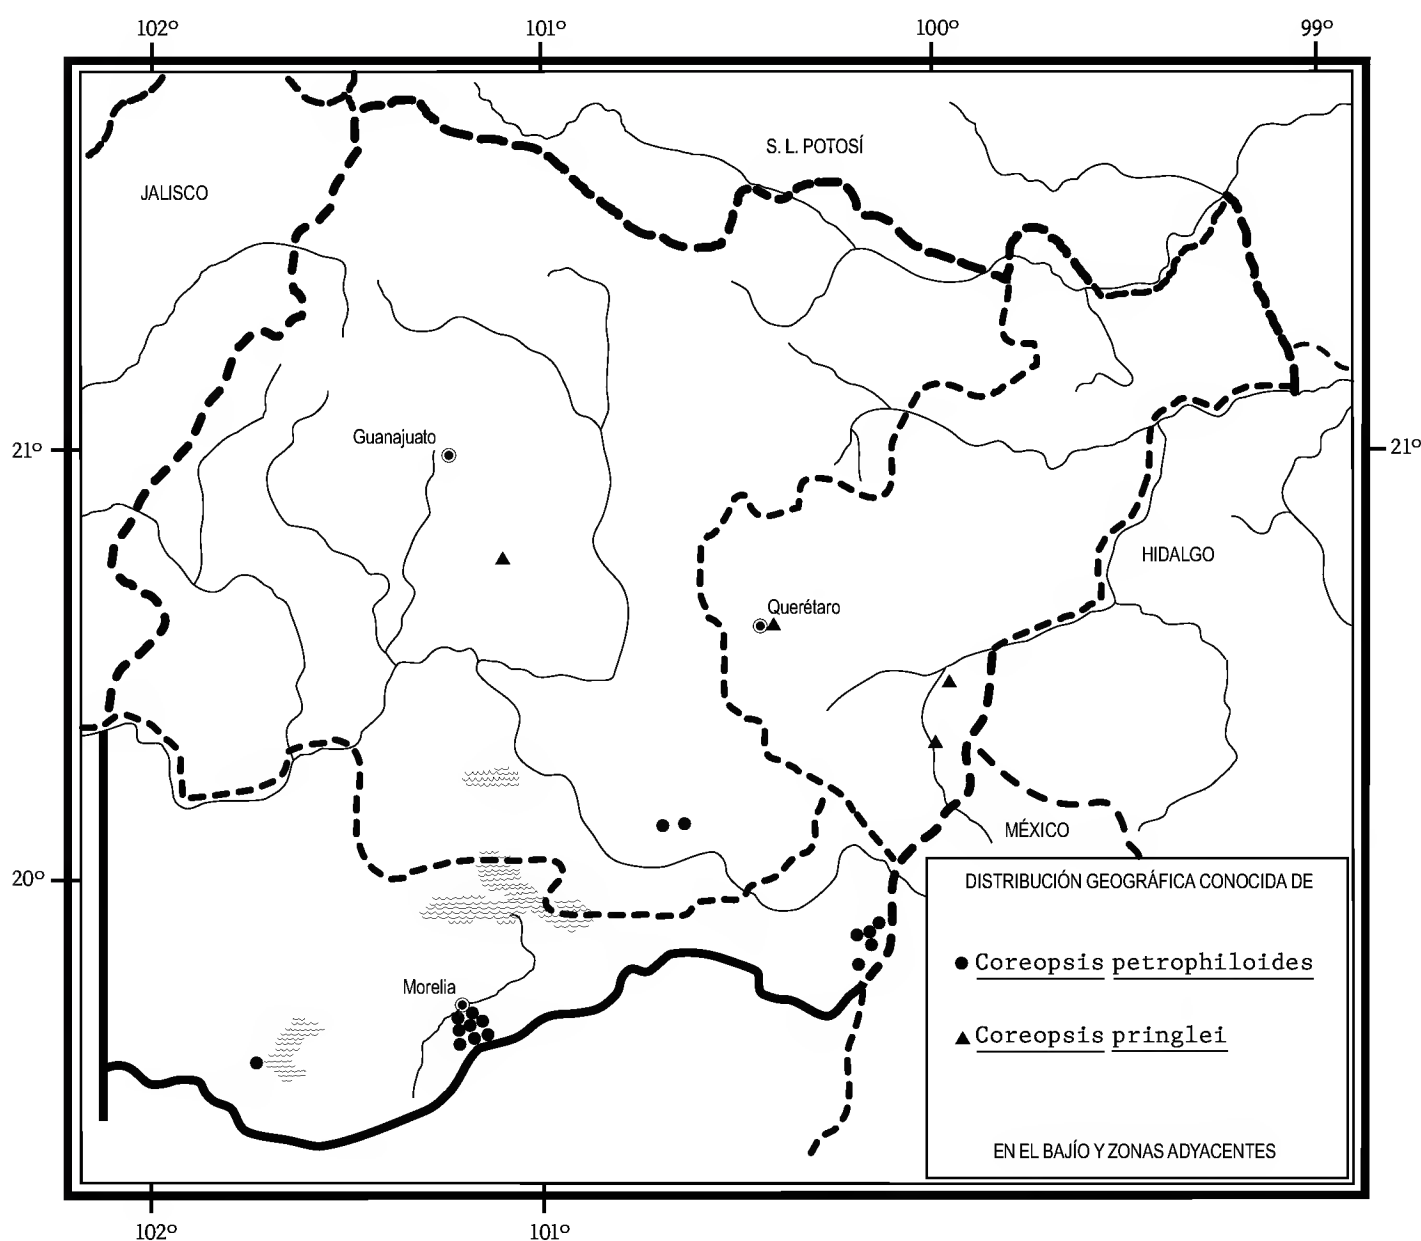 102º 101º 100º 99º
S. L. POTOSÍ
JALISCO
Guanajuato
21º 21º
HIDALGO
Querétaro
MÉXICO
20º
DISTRIBUCIÓN GEOGRÁFICA CONOCIDA DE
Coreopsis petrophiloides
Morelia
Coreopsis pringlei
EN EL BAJÍO Y ZONAS ADYACENTES
102º 101º